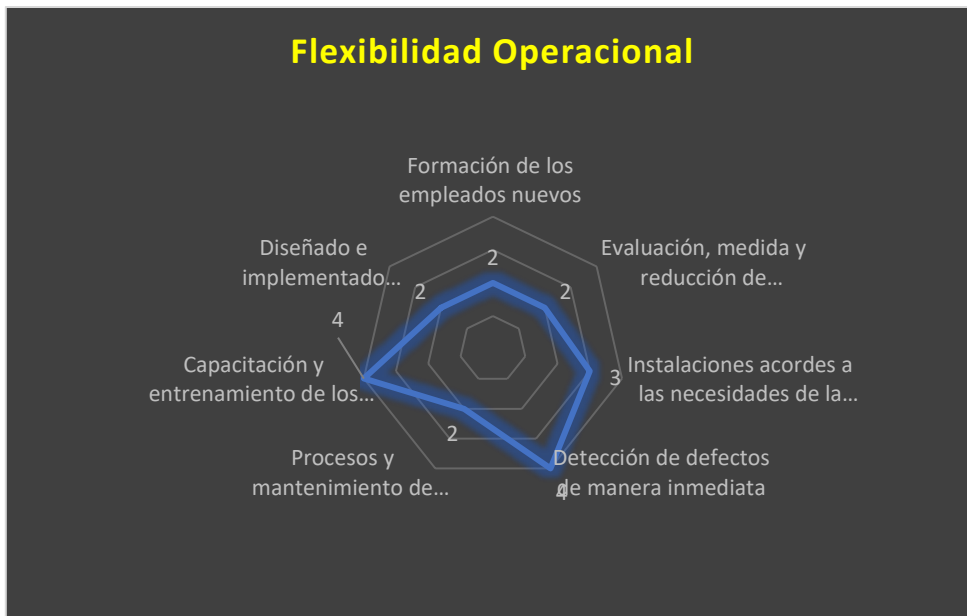 Flexibilidad Operacional
Formación de los
empleados nuevos
Diseñado e
implementado...
Evaluación, medida y
reducción de...
2
2
2
4
Capacitación y
entrenamiento de los...
3
Instalaciones acordes a
las necesidades de la...
2
Procesos y
mantenimiento de...
Detección de defectos
de manera inmediata
4